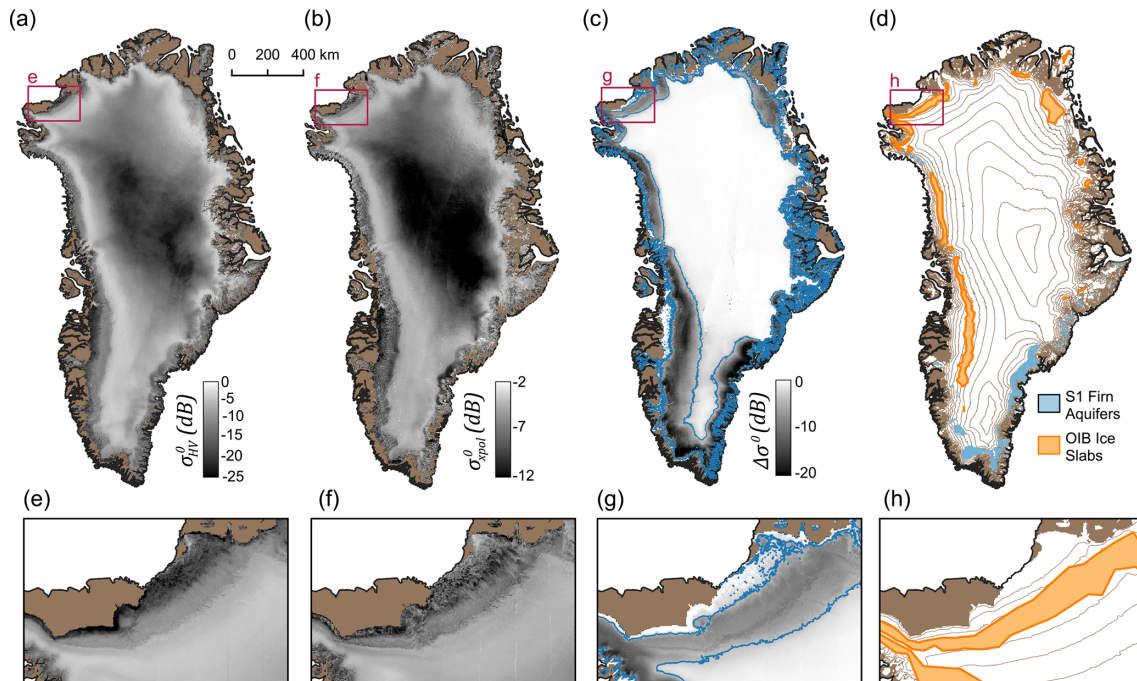 (a)
(b)
(c)
(d)
0 200 400 km
e
f
g
h
0
-5
-10
-15
-20
-25
σ⁰HV (dB)
-2
-7
-12
σ⁰xpol (dB)
0
-10
-20
Δσ⁰ (dB)
S1 Firn
Aquifers
OIB Ice
Slabs
(e)
(f)
(g)
(h)